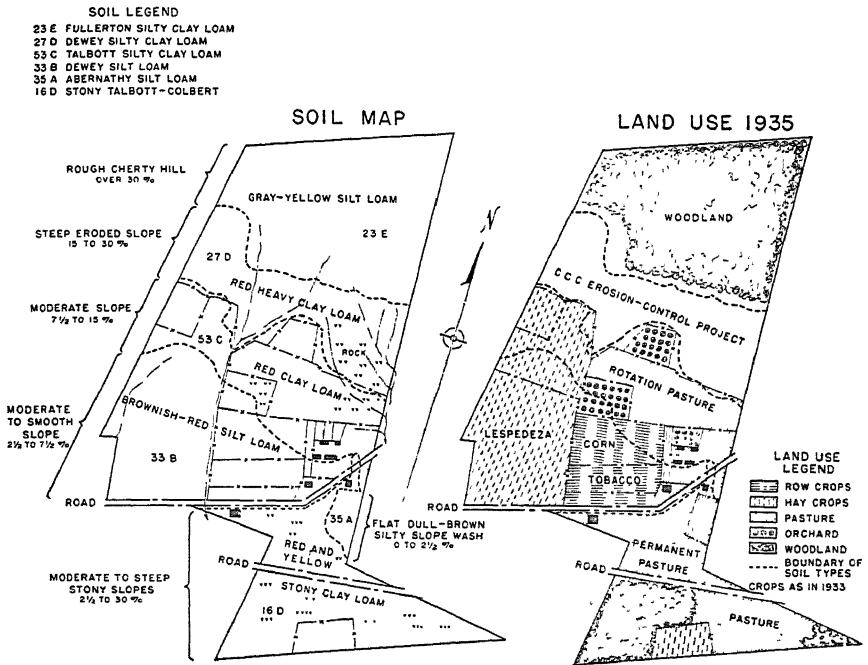 SOIL LEGEND
23 E FULLERTON SILTY CLAY LOAM
27 D DEWEY SILTY CLAY LOAM
53 C TALBOTT SILTY CLAY LOAM
33 B DEWEY SILT LOAM
35 A ABERNATHY SILT LOAM
16 D STONY TALBOTT-COLBERT
SOIL MAP
ROUGH CHERTY HILL
OVER 30 %
STEEP ERODED SLOPE
15 TO 30 %
MODERATE SLOPE
7½ TO 15 %
MODERATE
TO SMOOTH
SLOPE
2½ TO 7½ %
MODERATE TO STEEP
STONY SLOPES
2½ TO 30 %
GRAY-YELLOW SILT LOAM
23 E
27 D
RED HEAVY CLAY LOAM
53 C
ROCK
RED CLAY LOAM
BROWNISH-RED SILT LOAM
33 B
ROAD
35 A
FLAT DULL-BROWN
SILTY SLOPE WASH
0 TO 2½ %
RED AND
YELLOW
ROAD
STONY CLAY LOAM
16 D
N
LAND USE 1935
WOODLAND
C C C EROSION-CONTROL PROJECT
ROTATION PASTURE
LESPEDEZA
CORN
TOBACCO
ROAD
PERMANENT
PASTURE
ROAD
PASTURE
LAND USE
LEGEND
ROW CROPS
HAY CROPS
PASTURE
ORCHARD
WOODLAND
BOUNDARY OF
SOIL TYPES
CROPS AS IN 1933